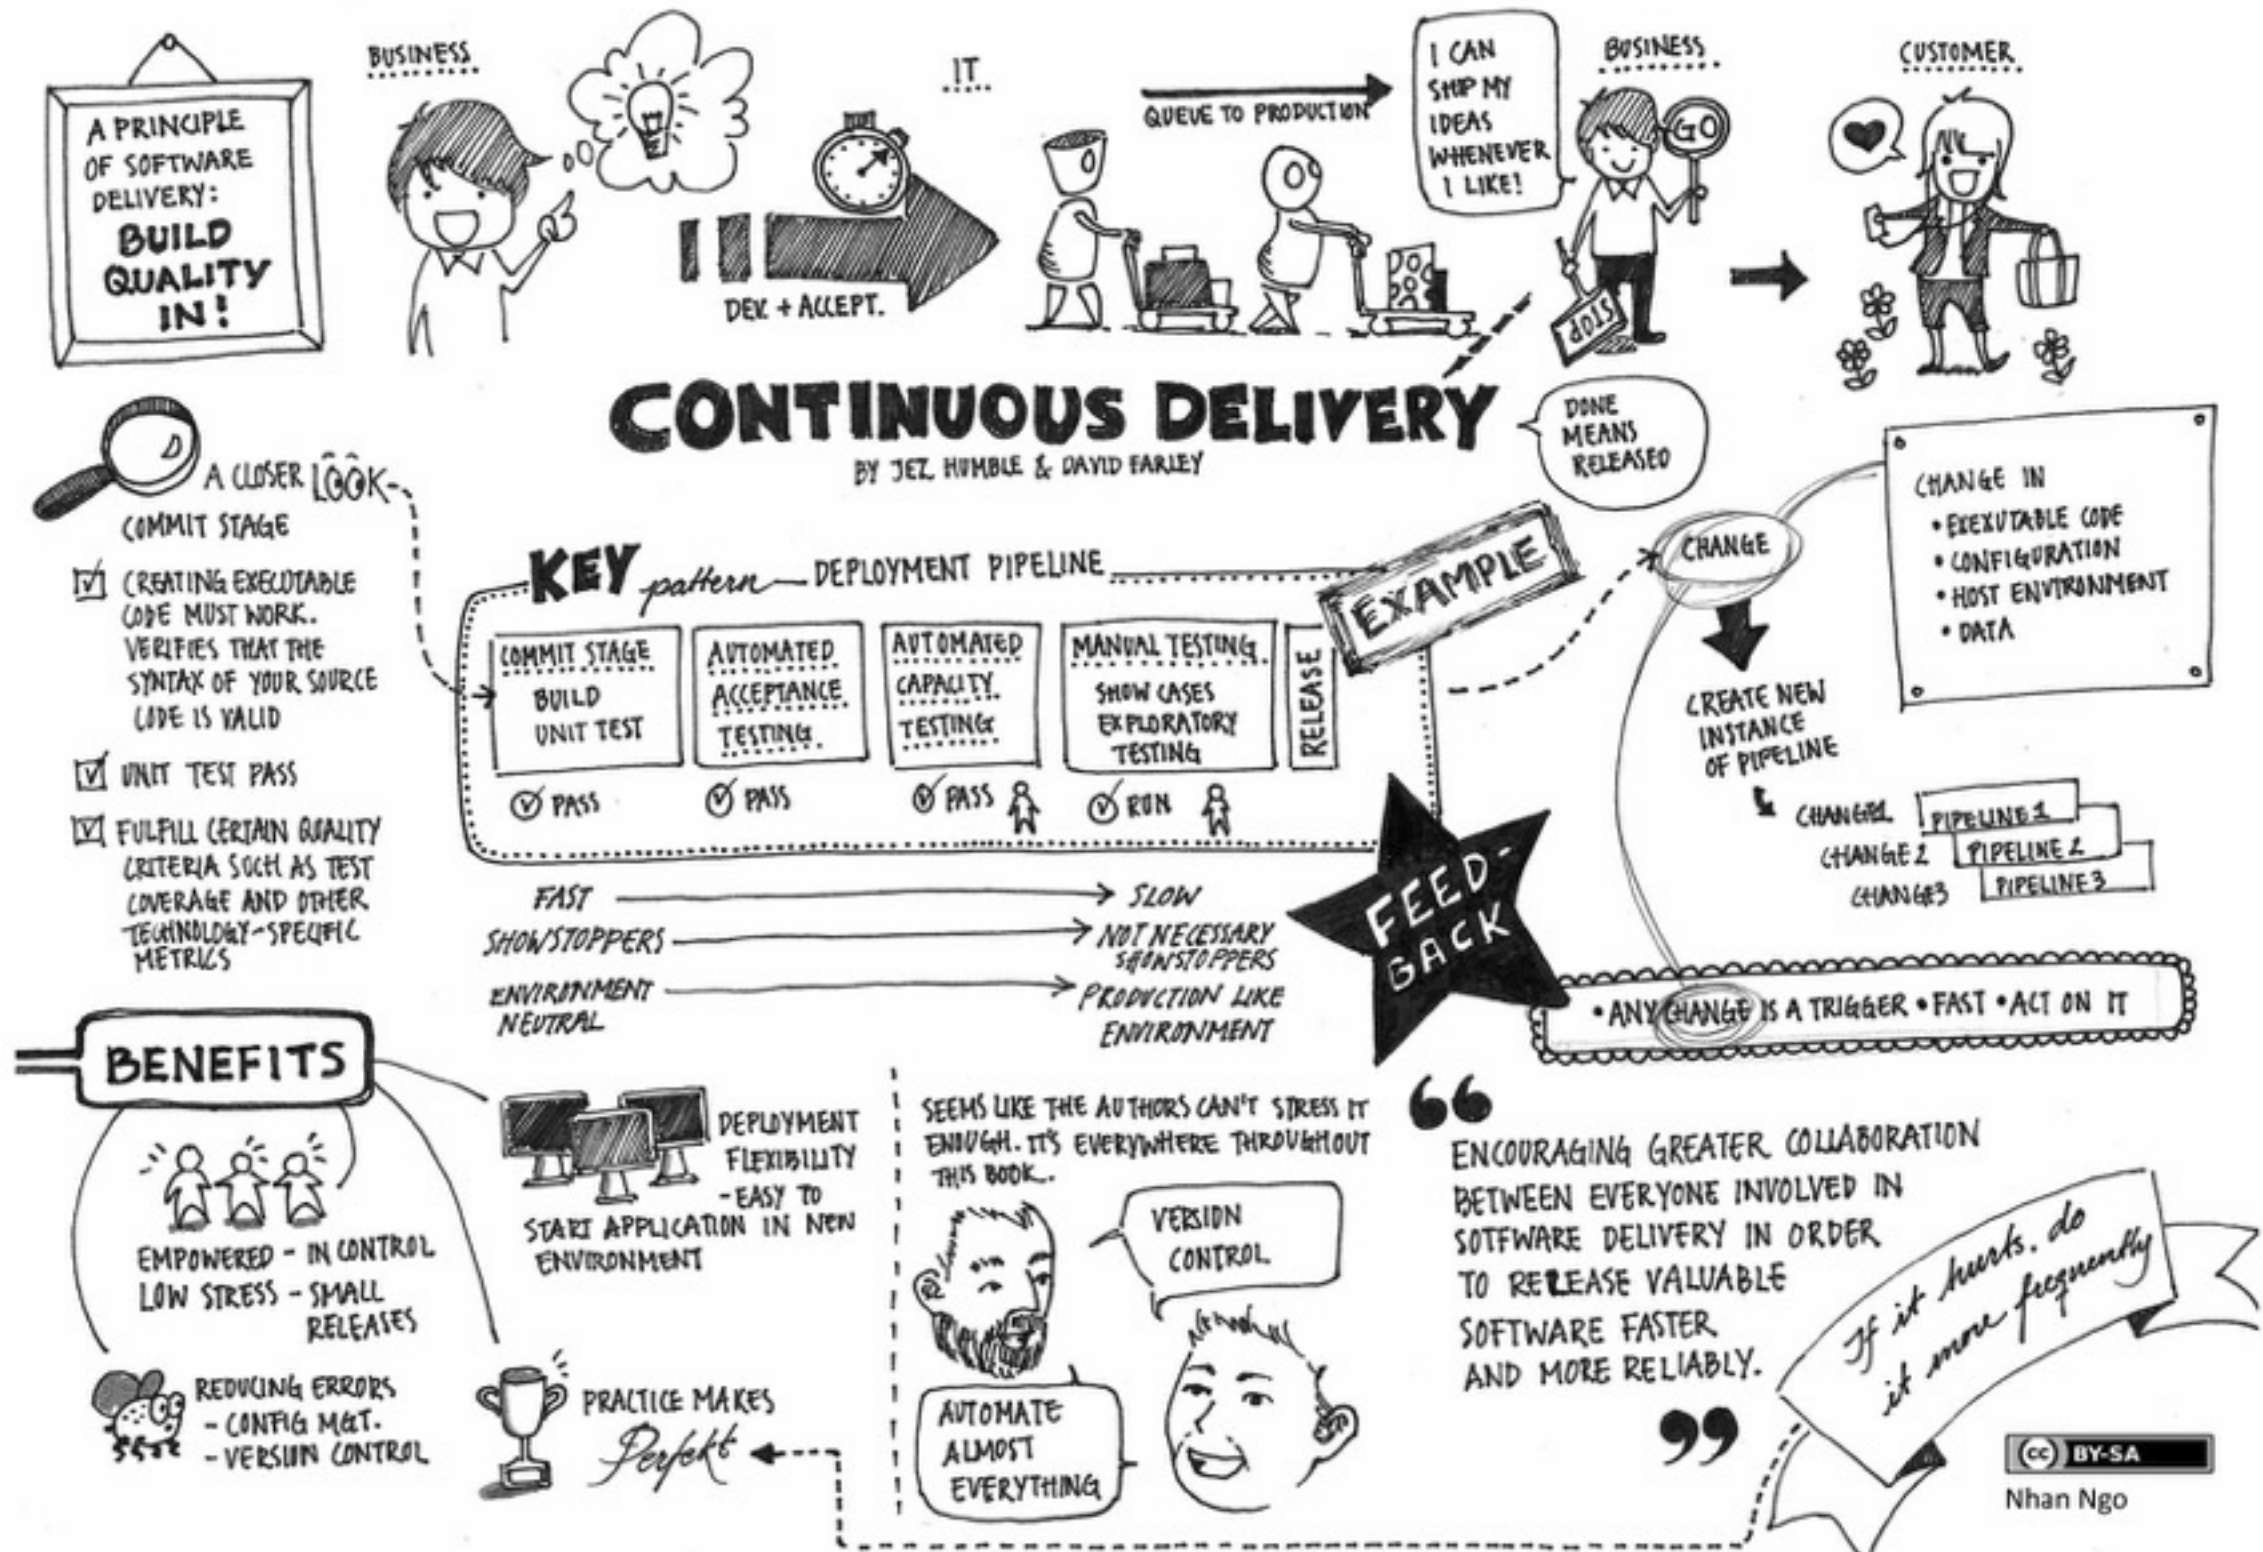 A PRINCIPLE
OF SOFTWARE
DELIVERY:
BUILD
QUALITY
IN!
BUSINESS
DEV. + ACCEPT.
IT
QUEUE TO PRODUCTION
I CAN
SHIP MY
IDEAS
WHENEVER
I LIKE!
BUSINESS
GO
STOP
CUSTOMER
CONTINUOUS DELIVERY
BY JEZ HUMBLE & DAVID FARLEY
DONE
MEANS
RELEASED
A CLOSER LOOK
COMMIT STAGE
CREATING EXECUTABLE
CODE MUST WORK.
VERIFIES THAT THE
SYNTAX OF YOUR SOURCE
CODE IS VALID
UNIT TEST PASS
FULFILL CERTAIN QUALITY
CRITERIA SUCH AS TEST
COVERAGE AND OTHER
TECHNOLOGY-SPECIFIC
METRICS
KEY pattern DEPLOYMENT PIPELINE
EXAMPLE
COMMIT STAGE
BUILD
UNIT TEST
PASS
AUTOMATED
ACCEPTANCE
TESTING
PASS
AUTOMATED
CAPACITY
TESTING
PASS
MANUAL TESTING
SHOW CASES
EXPLORATORY
TESTING
RUN
RELEASE
FAST
SLOW
SHOWSTOPPERS
NOT NECESSARY
SHOWSTOPPERS
ENVIRONMENT
NEUTRAL
PRODUCTION LIKE
ENVIRONMENT
FEED-
BACK
CHANGE
CHANGE IN
• EXEXUTABLE CODE
• CONFIGURATION
• HOST ENVIRONMENT
• DATA
CREATE NEW
INSTANCE
OF PIPELINE
CHANGE1 PIPELINE1
CHANGE2 PIPELINE2
CHANGE3 PIPELINE3
• ANY CHANGE IS A TRIGGER • FAST • ACT ON IT
BENEFITS
EMPOWERED - IN CONTROL
LOW STRESS - SMALL
RELEASES
REDUCING ERRORS
- CONFIG MGT.
- VERSION CONTROL
DEPLOYMENT
FLEXIBILITY
- EASY TO
START APPLICATION IN NEW
ENVIRONMENT
PRACTICE MAKES
Perfekt
SEEMS LIKE THE AUTHORS CAN'T STRESS IT
ENOUGH. IT'S EVERYWHERE THROUGHOUT
THIS BOOK.
VERSION
CONTROL
AUTOMATE
ALMOST
EVERYTHING
“
ENCOURAGING GREATER COLLABORATION
BETWEEN EVERYONE INVOLVED IN
SOTFWARE DELIVERY IN ORDER
TO RELEASE VALUABLE
SOFTWARE FASTER
AND MORE RELIABLY.
”
If it hurts, do
it more frequently
cc BY-SA
Nhan Ngo